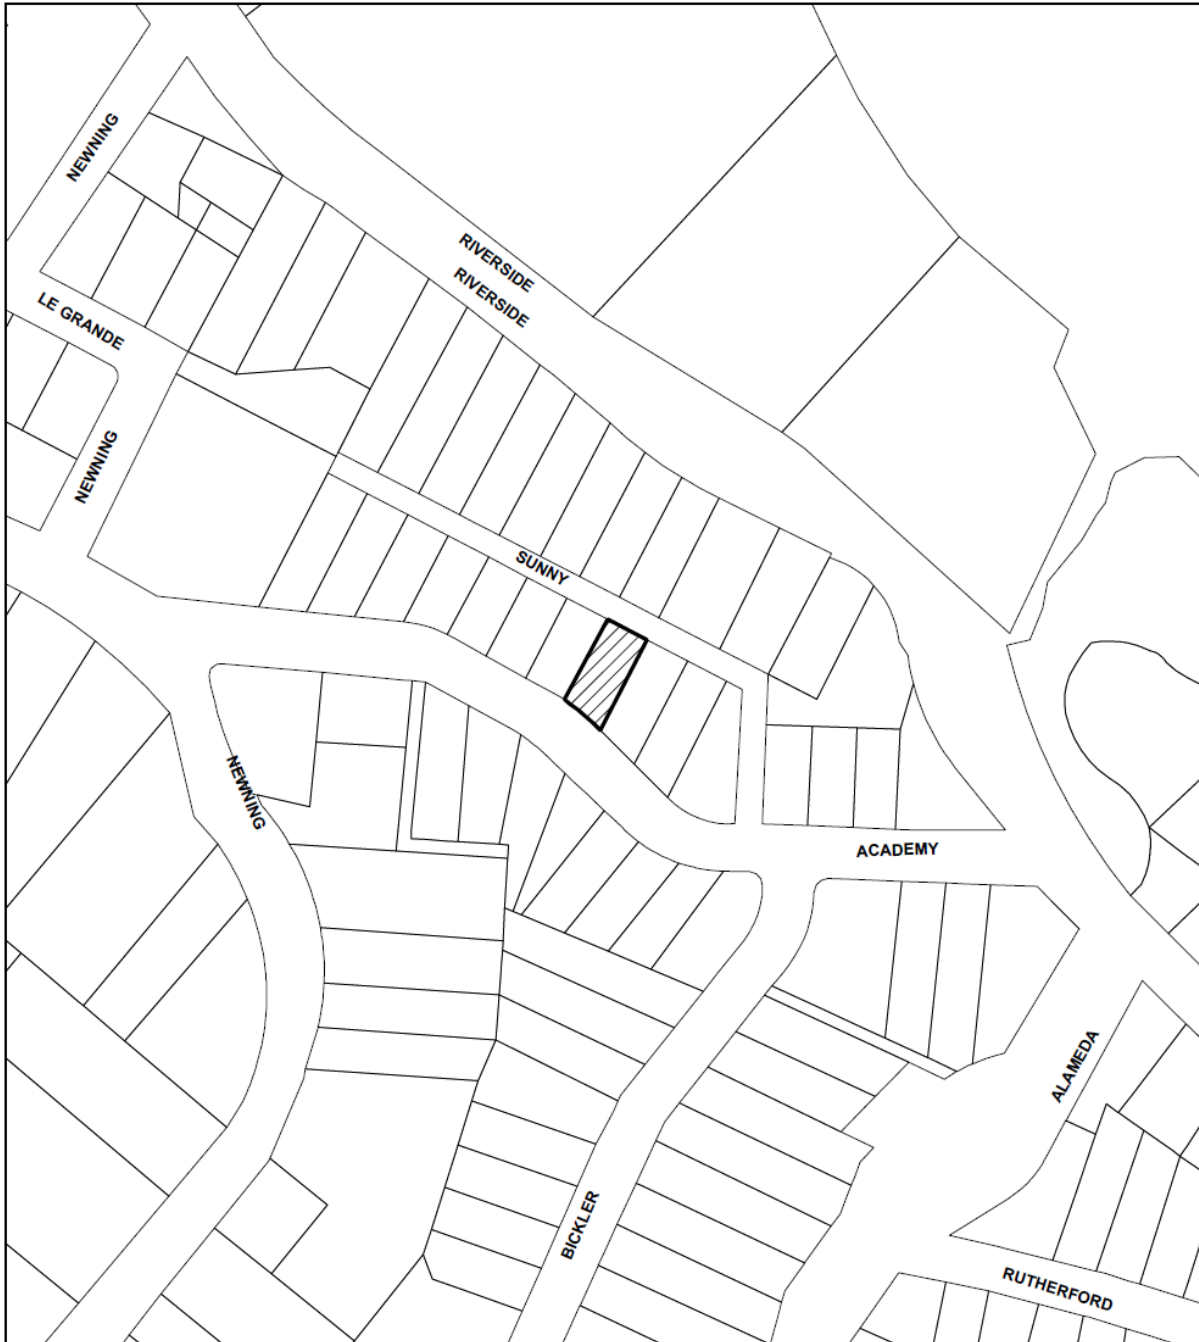 NEWNING
RIVERSIDE
RIVERSIDE
LE GRANDE
NEWNING
SUNNY
NEWNING
ACADEMY
ALAMEDA
BICKLER
RUTHERFORD